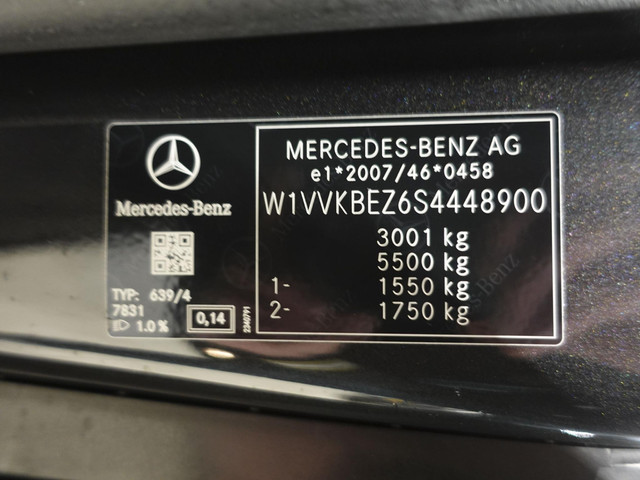 Mercedes-Benz
TYP: 639/4
7831
1.0 %
0,14
2340791
MERCEDES-BENZ AG
e1*2007/46*0458
W1VVKBEZ6S4448900
3001 kg
5500 kg
1- 1550 kg
2- 1750 kg